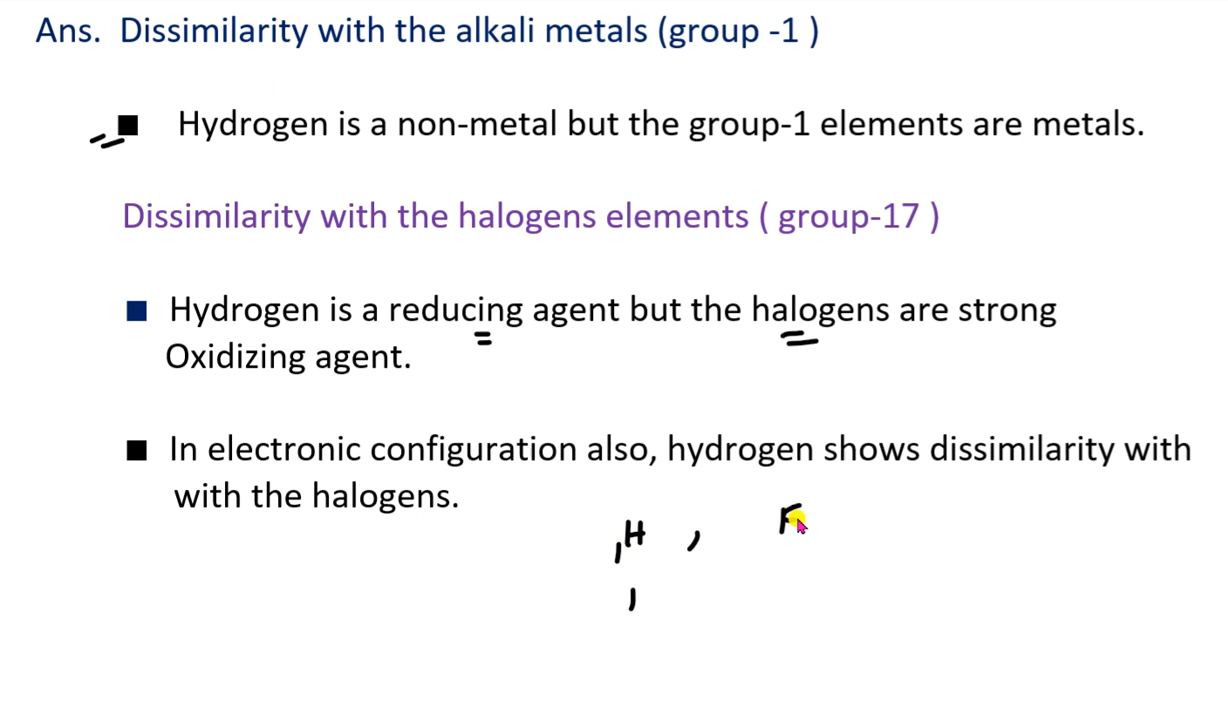 Ans. Dissimilarity with the alkali metals (group -1 )
■ Hydrogen is a non-metal but the group-1 elements are metals.
Dissimilarity with the halogens elements ( group-17 )
■ Hydrogen is a reducing agent but the halogens are strong
Oxidizing agent.
■ In electronic configuration also, hydrogen shows dissimilarity with
with the halogens.
₁H , F
1